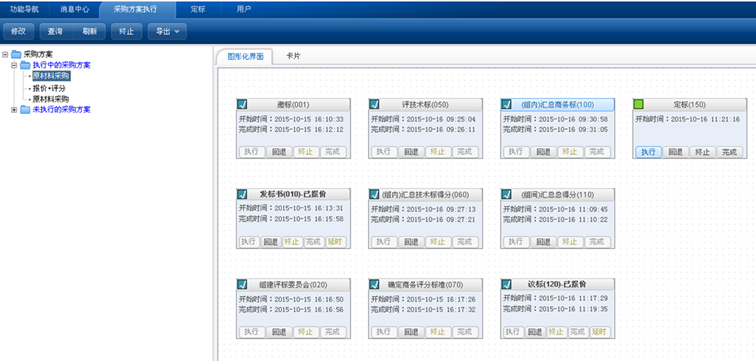 功能导航 消息中心 采购方案执行 定标 用户
修改 查询 刷新 终止 导出
采购方案
执行中的采购方案
原材料采购
报价+评分
原材料采购
未执行的采购方案
图形化界面 卡片
邀标(001)
开始时间：2015-10-15 16:10:33
完成时间：2015-10-15 16:12:12
执行 回退 终止 完成
评技术标(050)
开始时间：2015-10-16 09:25:04
完成时间：2015-10-16 09:26:11
执行 回退 终止 完成
(组内)汇总商务标(100)
开始时间：2015-10-16 09:30:58
完成时间：2015-10-16 09:31:05
执行 回退 终止 完成
定标(150)
开始时间：2015-10-16 11:21:16
执行 回退 终止 完成
发标书(010)-已报价
开始时间：2015-10-15 16:13:31
完成时间：2015-10-15 16:15:58
执行 回退 终止 完成 延时
(组内)汇总技术标得分(060)
开始时间：2015-10-16 09:27:13
完成时间：2015-10-16 09:27:21
执行 回退 终止 完成
(组间)汇总总得分(110)
开始时间：2015-10-16 11:09:45
完成时间：2015-10-16 11:10:22
执行 回退 终止 完成
组建评标委员会(020)
开始时间：2015-10-15 16:16:50
完成时间：2015-10-15 16:16:56
执行 回退 终止 完成
确定商务评分标准(070)
开始时间：2015-10-15 16:17:26
完成时间：2015-10-15 16:17:32
执行 回退 终止 完成
议标(120)-已报价
开始时间：2015-10-16 11:17:29
完成时间：2015-10-16 11:19:35
执行 回退 终止 完成 延时